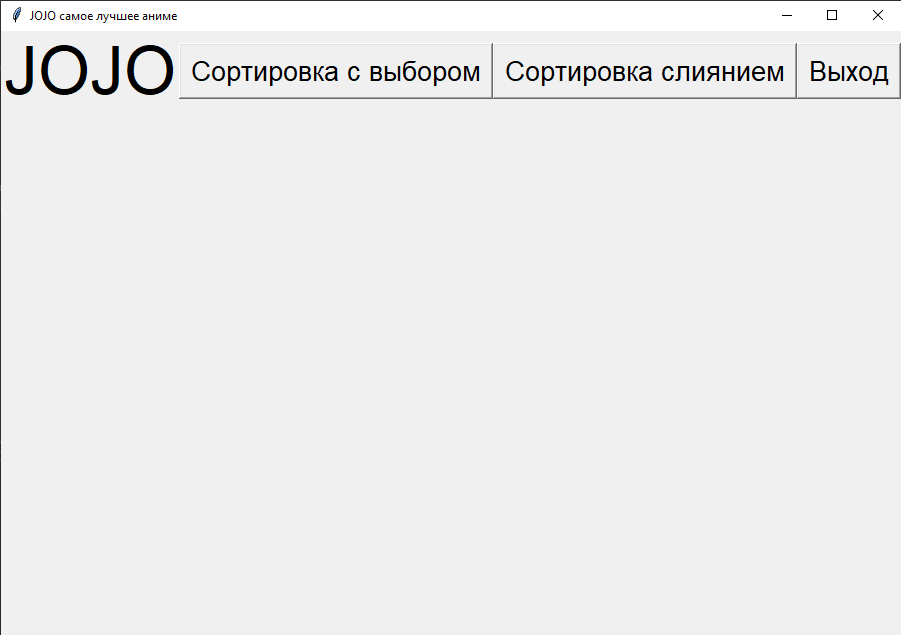 JOJO самое лучшее аниме
JOJO Сортировка с выбором Сортировка слиянием Выход